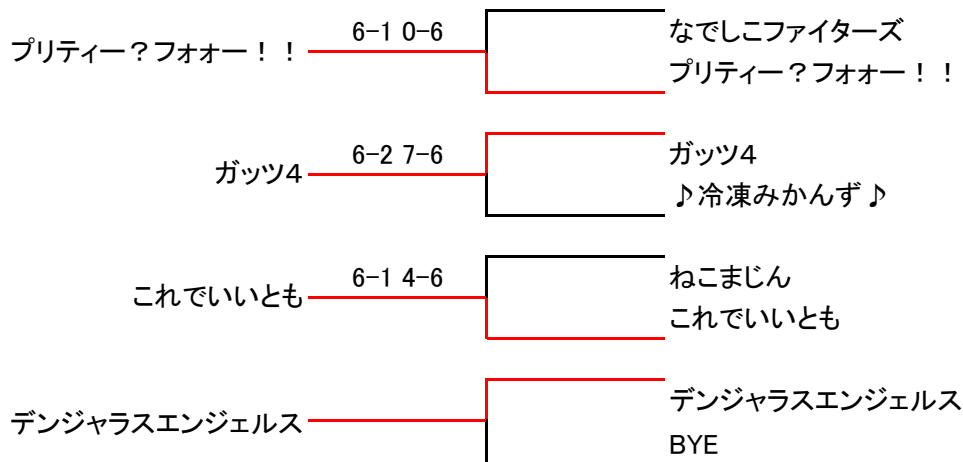 6-1 0-6
なでしこファイターズ
プリティー？フォォー！！
プリティー？フォォー！！
6-2 7-6
ガッツ4
ガッツ4
♪冷凍みかんず♪
6-1 4-6
ねこまじん
これでいいとも
これでいいとも
デンジャラスエンジェルス
デンジャラスエンジェルス
BYE